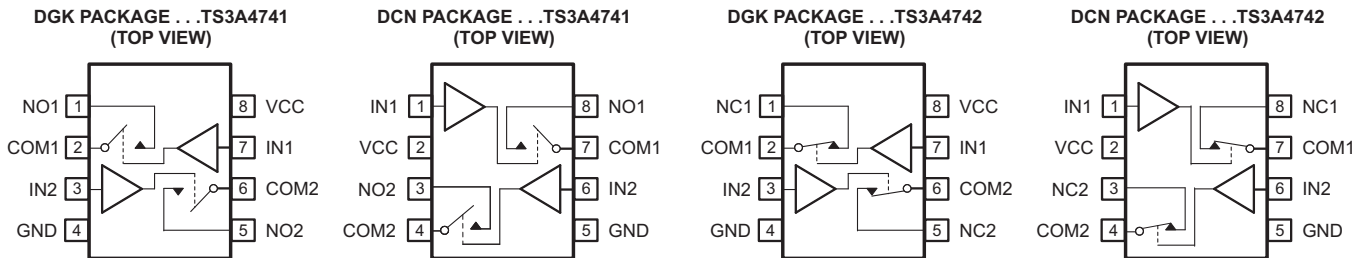 DGK PACKAGE . . .TS3A4741
(TOP VIEW)
NO1 1
COM1 2
IN2 3
GND 4
8 VCC
7 IN1
6 COM2
5 NO2
DCN PACKAGE . . .TS3A4741
(TOP VIEW)
IN1 1
VCC 2
NO2 3
COM2 4
8 NO1
7 COM1
6 IN2
5 GND
DGK PACKAGE . . .TS3A4742
(TOP VIEW)
NC1 1
COM1 2
IN2 3
GND 4
8 VCC
7 IN1
6 COM2
5 NC2
DCN PACKAGE . . .TS3A4742
(TOP VIEW)
IN1 1
VCC 2
NC2 3
COM2 4
8 NC1
7 COM1
6 IN2
5 GND